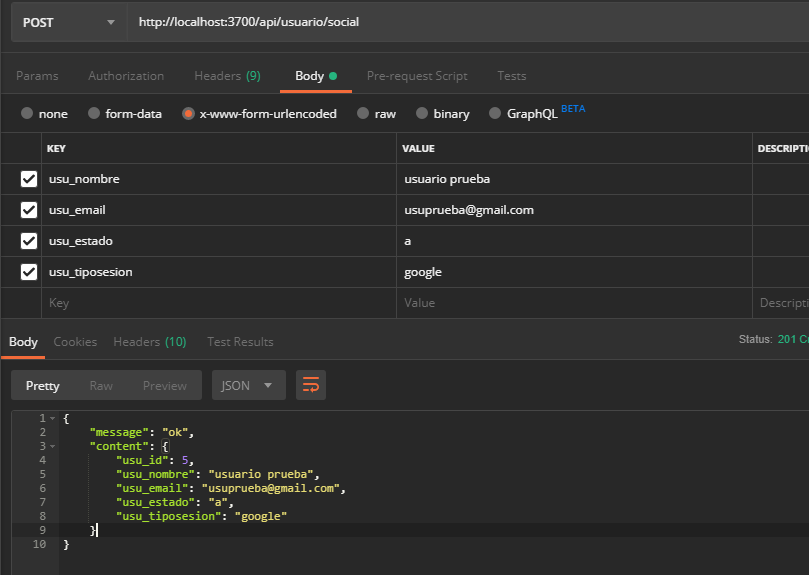 POST http://localhost:3700/api/usuario/social
Params Authorization Headers (9) Body Pre-request Script Tests
none form-data x-www-form-urlencoded raw binary GraphQL BETA
KEY VALUE DESCRIPTI
usu_nombre usuario prueba
usu_email usuprueba@gmail.com
usu_estado a
usu_tiposesion google
Key Value Descripti
Body Cookies Headers (10) Test Results Status: 201 Cr
Pretty Raw Preview JSON
1 {
2 "message": "ok",
3 "content": {
4 "usu_id": 5,
5 "usu_nombre": "usuario prueba",
6 "usu_email": "usuprueba@gmail.com",
7 "usu_estado": "a",
8 "usu_tiposesion": "google"
9 }
10 }